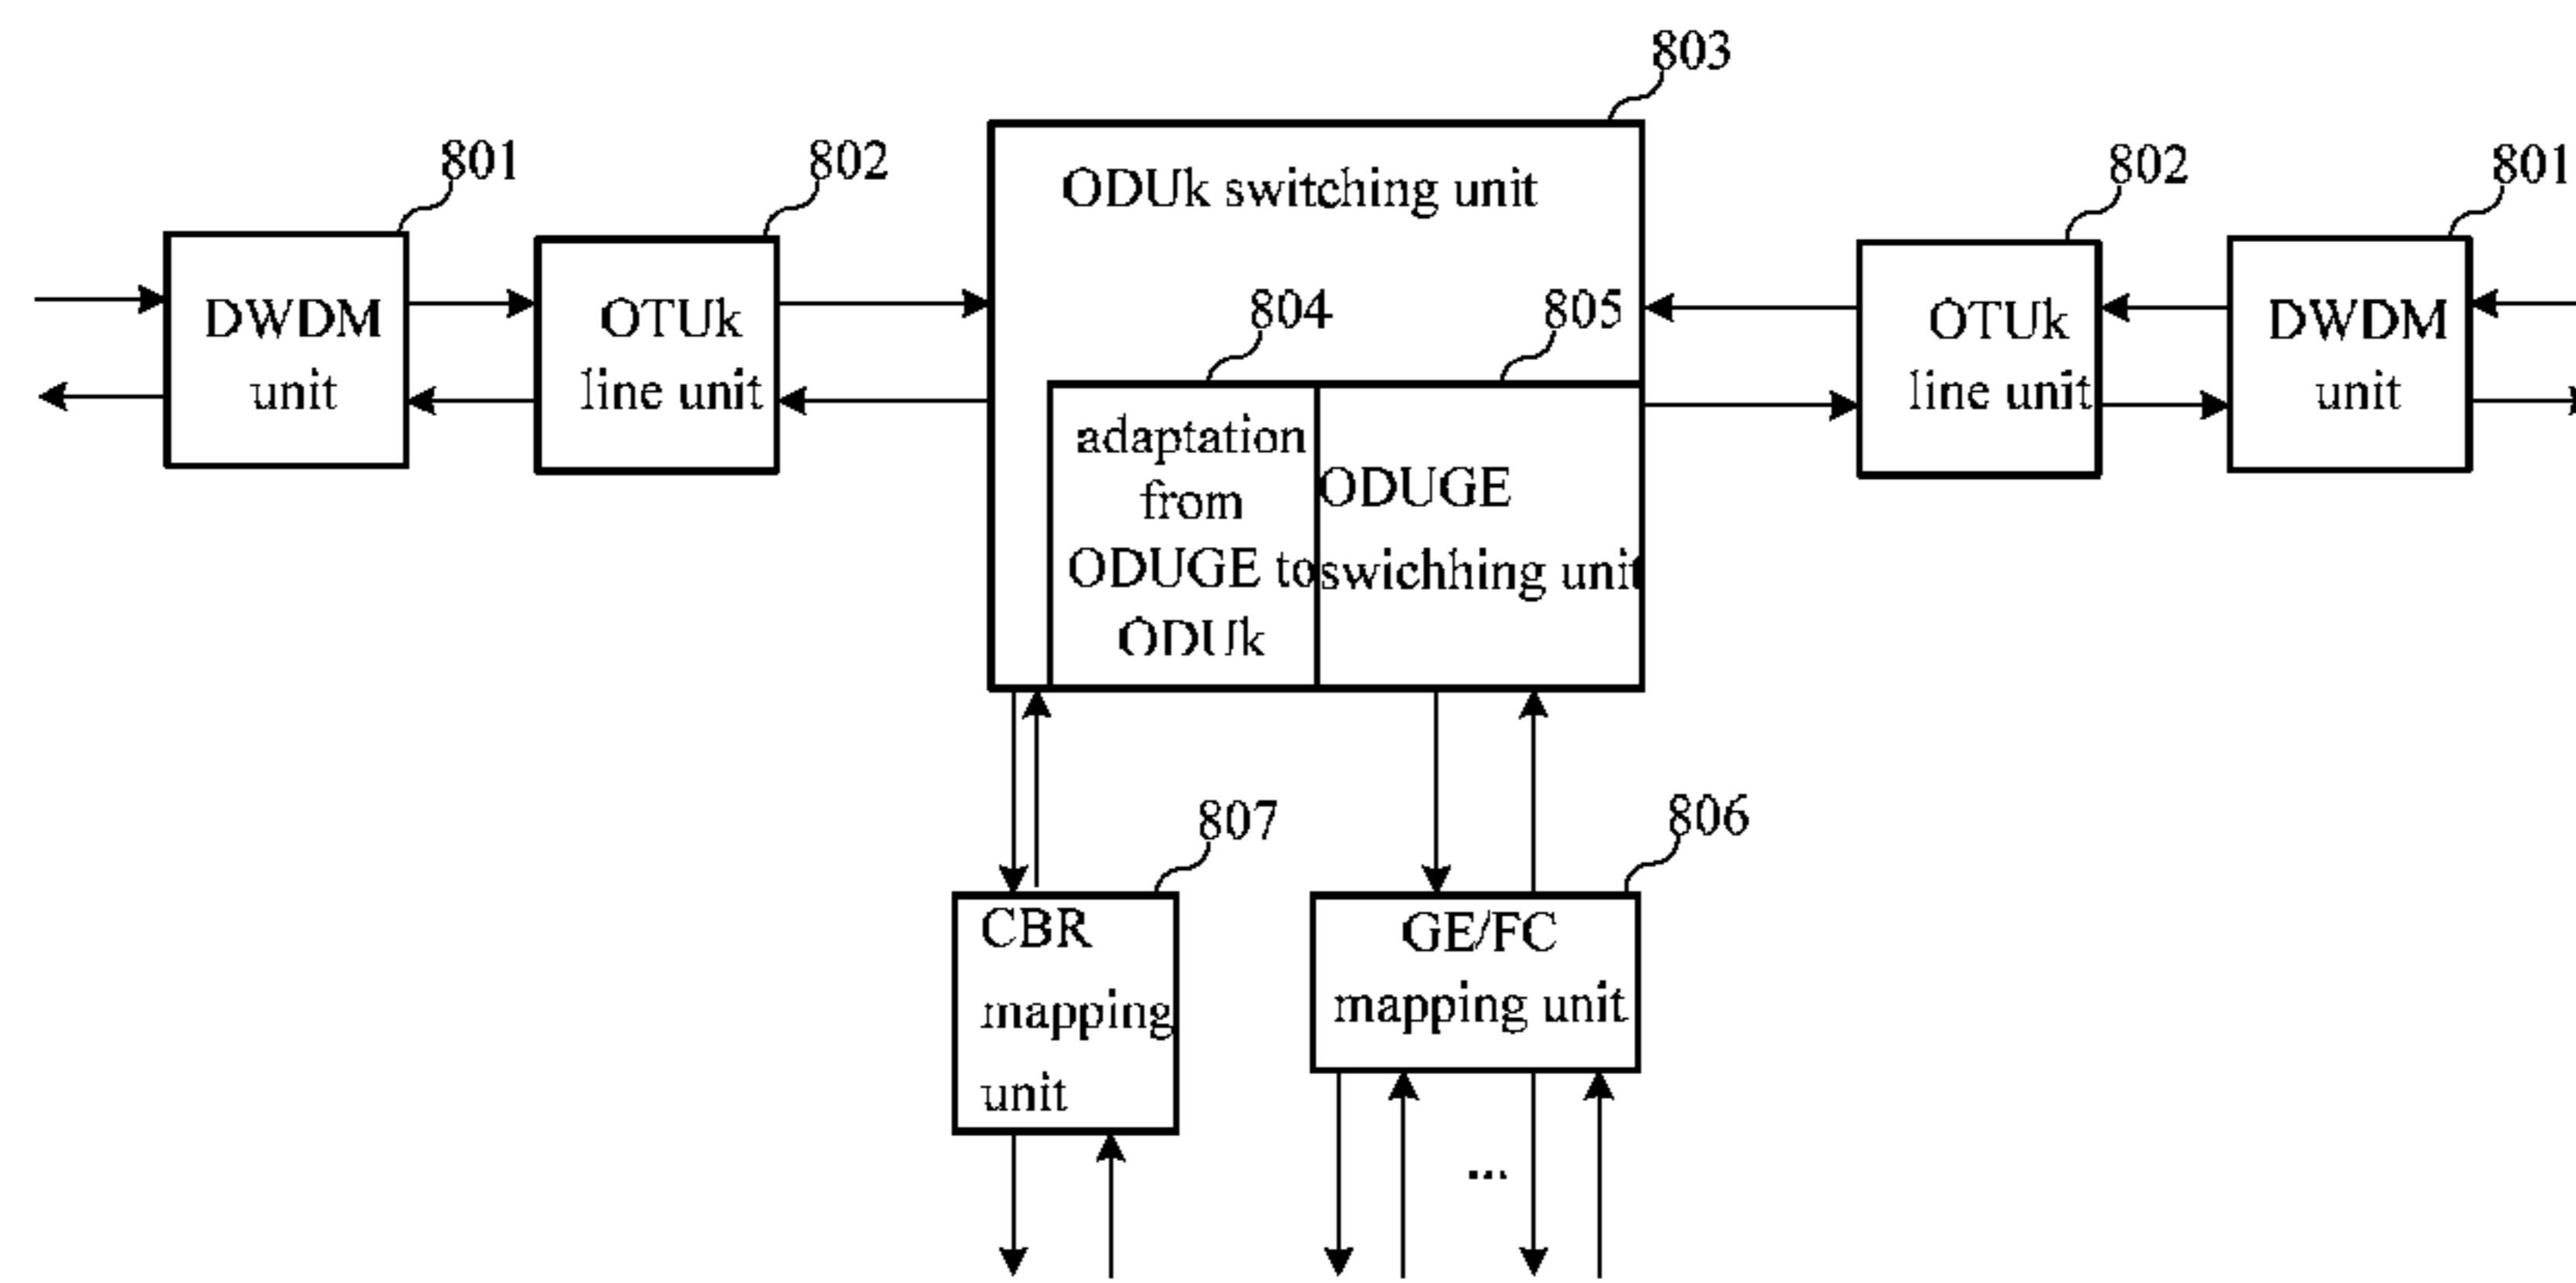 803
801
802
802
801
ODUk switching unit
804
805
DWDM
unit
OTUk
line unit
OTUk
line unit
DWDM
unit
adaptation
from
ODUGE to
ODUk
ODUGE
swichhing unit
807
806
CBR
mapping
unit
GE/FC
mapping unit
...